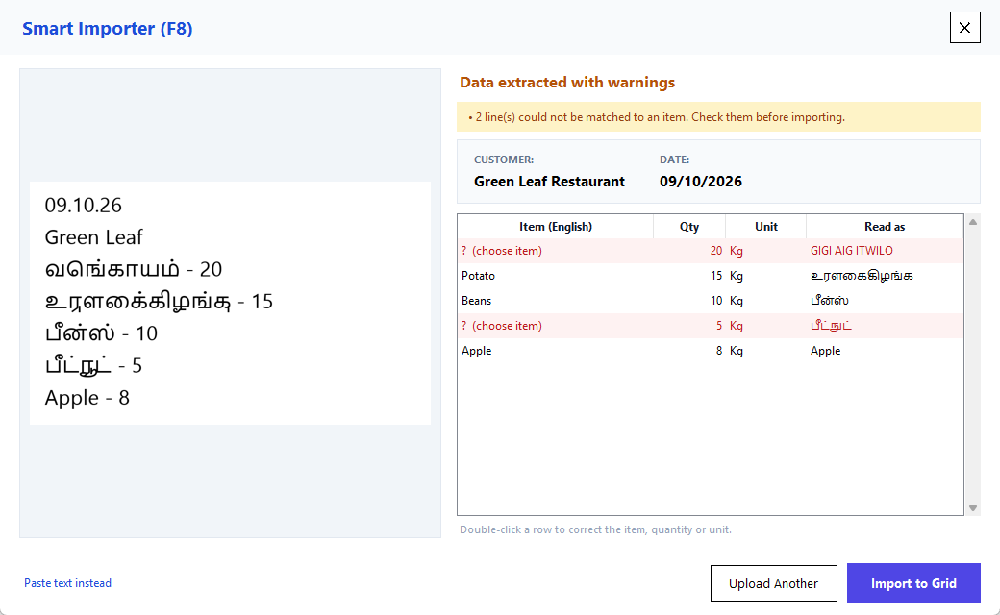 Smart Importer (F8)
09.10.26
Green Leaf
வெங்காயம் - 20
உருளைக்கிழங்கு - 15
பீன்ஸ் - 10
பீட்ரூட் - 5
Apple - 8
Data extracted with warnings
• 2 line(s) could not be matched to an item. Check them before importing.
CUSTOMER: DATE:
Green Leaf Restaurant 09/10/2026
Item (English) Qty Unit Read as
? (choose item) 20 Kg GIGI AIG ITWILO
Potato 15 Kg உரளகைகிழங்க
Beans 10 Kg பீன்ஸ்
? (choose item) 5 Kg பீட்நுட்
Apple 8 Kg Apple
Double-click a row to correct the item, quantity or unit.
Paste text instead
Upload Another
Import to Grid